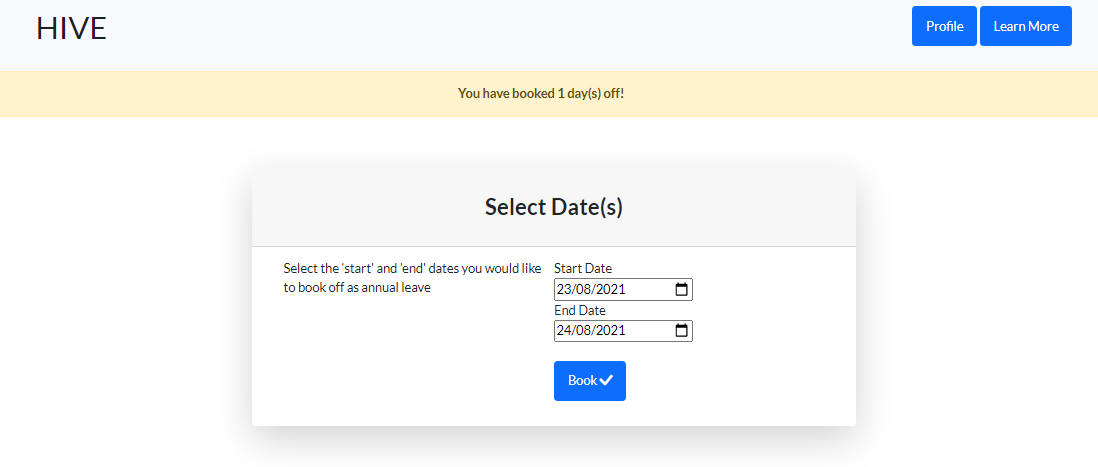 HIVE
Profile
Learn More
You have booked 1 day(s) off!
Select Date(s)
Select the 'start' and 'end' dates you would like
to book off as annual leave
Start Date
23/08/2021
End Date
24/08/2021
Book